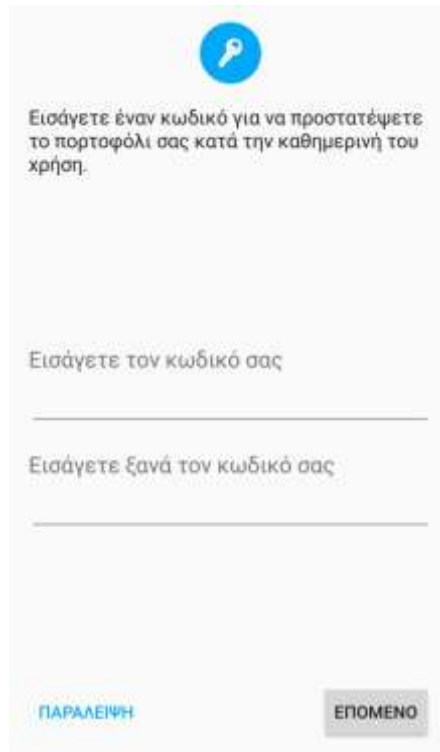 Εισάγετε έναν κωδικό για να προστατέψετε
το πορτοφόλι σας κατά την καθημερινή του
χρήση.
Εισάγετε τον κωδικό σας
Εισάγετε ξανά τον κωδικό σας
ΠΑΡΑΛΕΙΨΗ
ΕΠΟΜΕΝΟ